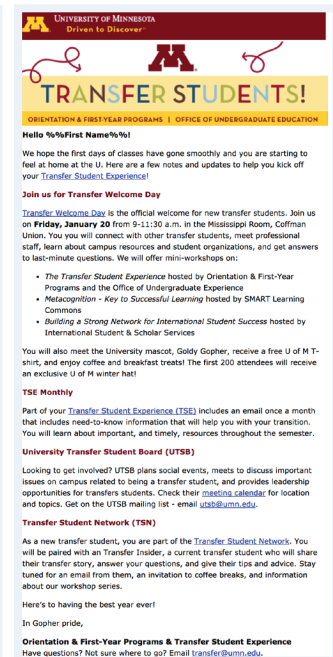 UNIVERSITY OF MINNESOTA
Driven to Discover℠
TRANSFER STUDENTS!
ORIENTATION & FIRST-YEAR PROGRAMS | OFFICE OF UNDERGRADUATE EDUCATION
Hello %%First Name%%!
We hope the first days of classes have gone smoothly and you are starting to
feel at home at the U. Here are a few notes and updates to help you kick off
your Transfer Student Experience!
Join us for Transfer Welcome Day
Transfer Welcome Day is the official welcome for new transfer students. Join us
on Friday, January 20 from 9-11:30 a.m. in the Mississippi Room, Coffman
Union. You you will connect with other transfer students, meet professional
staff, learn about campus resources and student organizations, and get answers
to last-minute questions. We will offer mini-workshops on:
• The Transfer Student Experience hosted by Orientation & First-Year
Programs and the Office of Undergraduate Experience
• Metacognition - Key to Successful Learning hosted by SMART Learning
Commons
• Building a Strong Network for International Student Success hosted by
International Student & Scholar Services
You will also meet the University mascot, Goldy Gopher, receive a free U of M T-
shirt, and enjoy coffee and breakfast treats! The first 200 attendees will receive
an exclusive U of M winter hat!
TSE Monthly
Part of your Transfer Student Experience (TSE) includes an email once a month
that includes need-to-know information that will help you with your transition.
You will learn about important, and timely, resources throughout the semester.
University Transfer Student Board (UTSB)
Looking to get involved? UTSB plans social events, meets to discuss important
issues on campus related to being a transfer student, and provides leadership
opportunities for transfers students. Check their meeting calendar for location
and topics. Get on the UTSB mailing list - email utsb@umn.edu.
Transfer Student Network (TSN)
As a new transfer student, you are part of the Transfer Student Network. You
will be paired with an Transfer Insider, a current transfer student who will share
their transfer story, answer your questions, and give their tips and advice. Stay
tuned for an email from them, an invitation to coffee breaks, and information
about our workshop series.
Here's to having the best year ever!
In Gopher pride,
Orientation & First-Year Programs & Transfer Student Experience
Have questions? Not sure where to go? Email transfer@umn.edu.